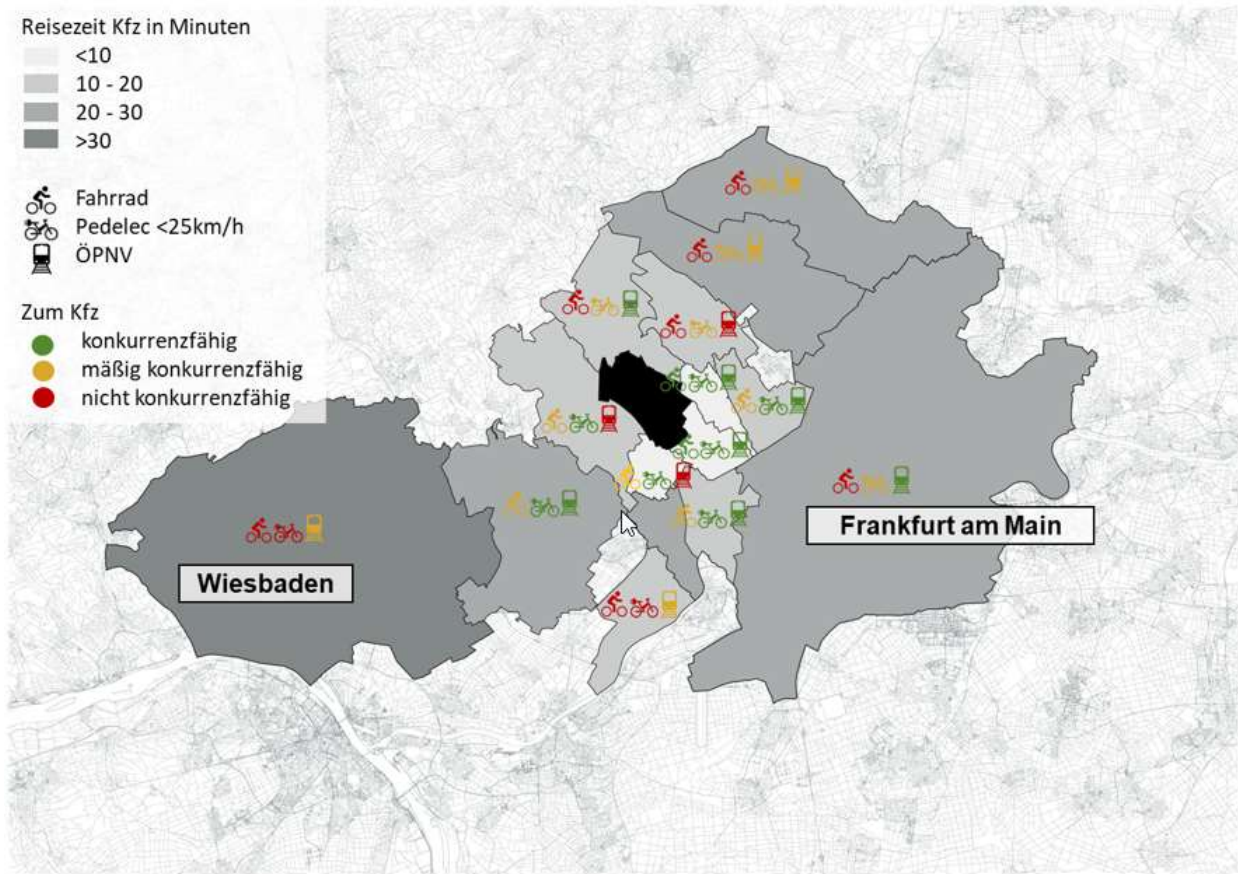 Reisezeit Kfz in Minuten
<10
10 - 20
20 - 30
>30
Fahrrad
Pedelec <25km/h
ÖPNV
Zum Kfz
konkurrenzfähig
mäßig konkurrenzfähig
nicht konkurrenzfähig
Frankfurt am Main
Wiesbaden